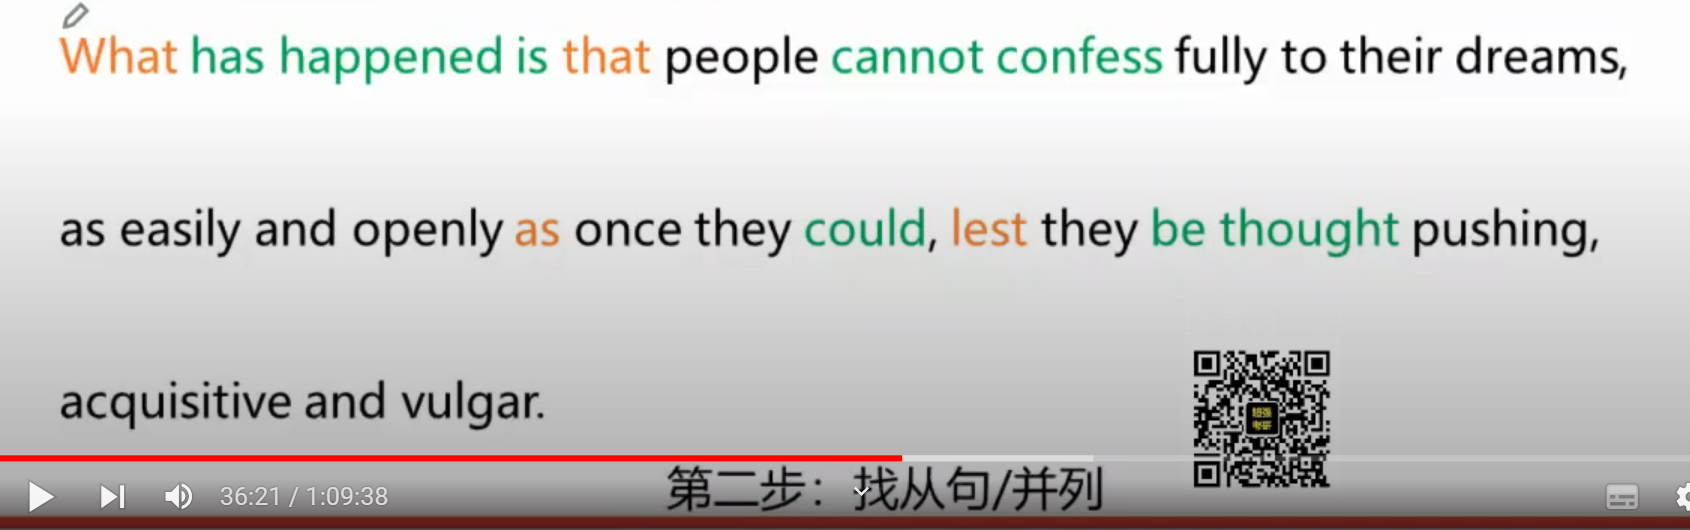 What has happened is that people cannot confess fully to their dreams,
as easily and openly as once they could, lest they be thought pushing,
acquisitive and vulgar.
第二步：找从句/并列
36:21 / 1:09:38